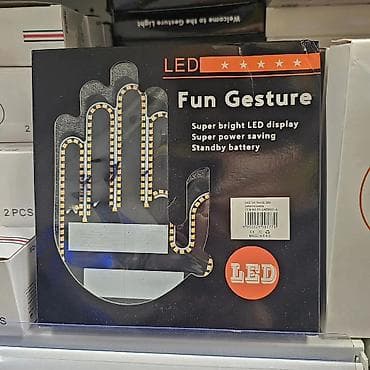 Welcome to the Gesture Light
LED
Fun Gesture
Super bright LED display
Super power saving
Standby battery
2 PCS
LED